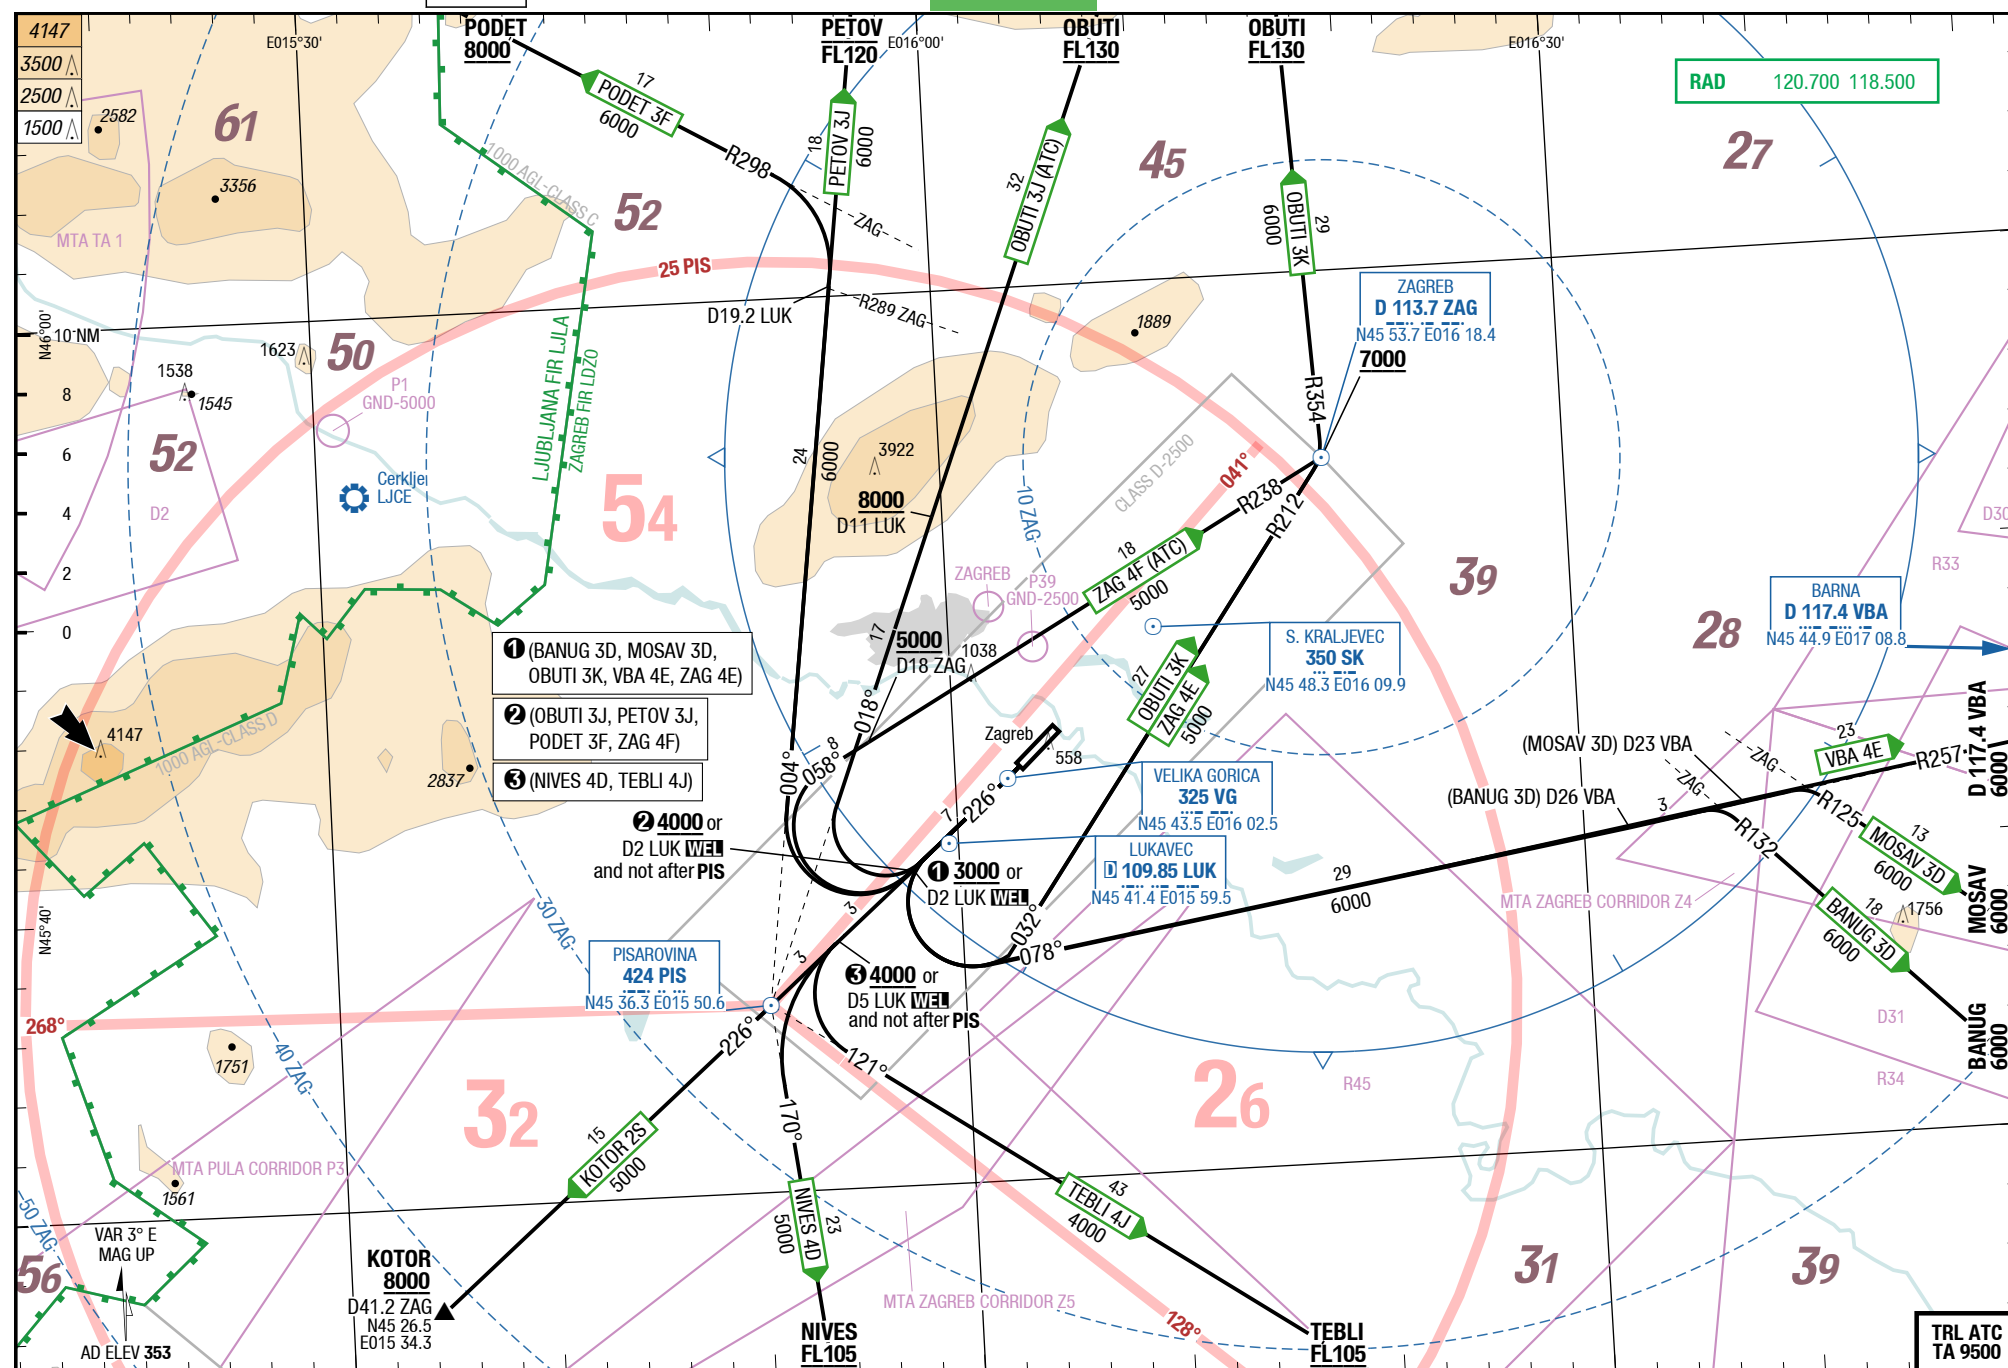 4147
3500
2500
1500
E015°30'
PODET
8000
PETOV
FL120
E016°00'
OBUTI
FL130
OBUTI
FL130
E016°30'
RAD 120.700 118.500
2582
61
3356
MTA TA 1
1000 AGL-CLASS C
52
17
PODET 3F
6000
R298
18
PETOV 3J
6000
ZAG
32
OBUTI 3J (ATC)
45
29
OBUTI 3K
6000
27
25 PIS
D19.2 LUK
R289 ZAG
1889
ZAGREB
D 113.7 ZAG
N45 53.7 E016 18.4
7000
R354
N46°00'
10 NM
8
6
4
2
0
1623
50
1538
1545
P1
GND-5000
LJUBLJANA FIR LJLA
ZAGREB FIR LDZO
52
D2
Cerklje
LJCE
54
24
6000
3922
8000
D11 LUK
10 ZAG
CLASS D-2500
041°
R238
R212
18
ZAG 4F (ATC)
5000
39
D30
R33
ZAGREB
P39
GND-2500
BARNA
D 117.4 VBA
N45 44.9 E017 08.8
28
S. KRALJEVEC
350 SK
N45 48.3 E016 09.9
❶ (BANUG 3D, MOSAV 3D,
OBUTI 3K, VBA 4E, ZAG 4E)
❷ (OBUTI 3J, PETOV 3J,
PODET 3F, ZAG 4F)
❸ (NIVES 4D, TEBLI 4J)
17
5000
D18 ZAG
1038
27
OBUTI 3K
ZAG 4E
5000
4147
1000 AGL-CLASS D
2837
018°
004°
058°
8
Zagreb
558
226°
7
VELIKA GORICA
325 VG
N45 43.5 E016 02.5
LUKAVEC
D 109.85 LUK
N45 41.4 E015 59.5
(MOSAV 3D) D23 VBA
(BANUG 3D) D26 VBA
ZAG
ZAG
23
VBA 4E
R257
D 117.4 VBA
6000
3
R125
R132
13
MOSAV 3D
6000
MOSAV
6000
18
BANUG 3D
6000
1756
BANUG
6000
❷ 4000 or
D2 LUK WEL
and not after PIS
❶ 3000 or
D2 LUK WEL
3
3
032°
078°
29
6000
MTA ZAGREB CORRIDOR Z4
N45°40'
30 ZAG
PISAROVINA
424 PIS
N45 36.3 E015 50.6
❸ 4000 or
D5 LUK WEL
and not after PIS
268°
1751
40 ZAG
226°
121°
170°
32
26
R45
D31
R34
15
KOTOR 2S
5000
MTA PULA CORRIDOR P3
1561
50 ZAG
VAR 3° E
MAG UP
56
AD ELEV 353
KOTOR
8000
D41.2 ZAG
N45 26.5
E015 34.3
23
NIVES 4D
5000
NIVES
FL105
MTA ZAGREB CORRIDOR Z5
43
TEBLI 4J
4000
128°
TEBLI
FL105
31
39
TRL ATC
TA 9500